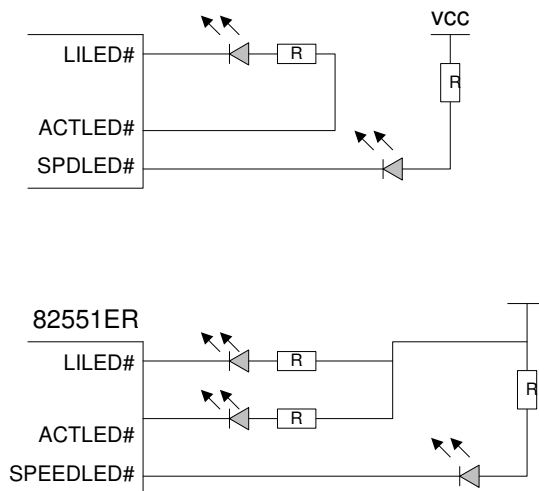 VCC
LILED#
R
R
ACTLED#
SPDLED#
82551ER
LILED#
R
R
R
ACTLED#
SPEEDLED#